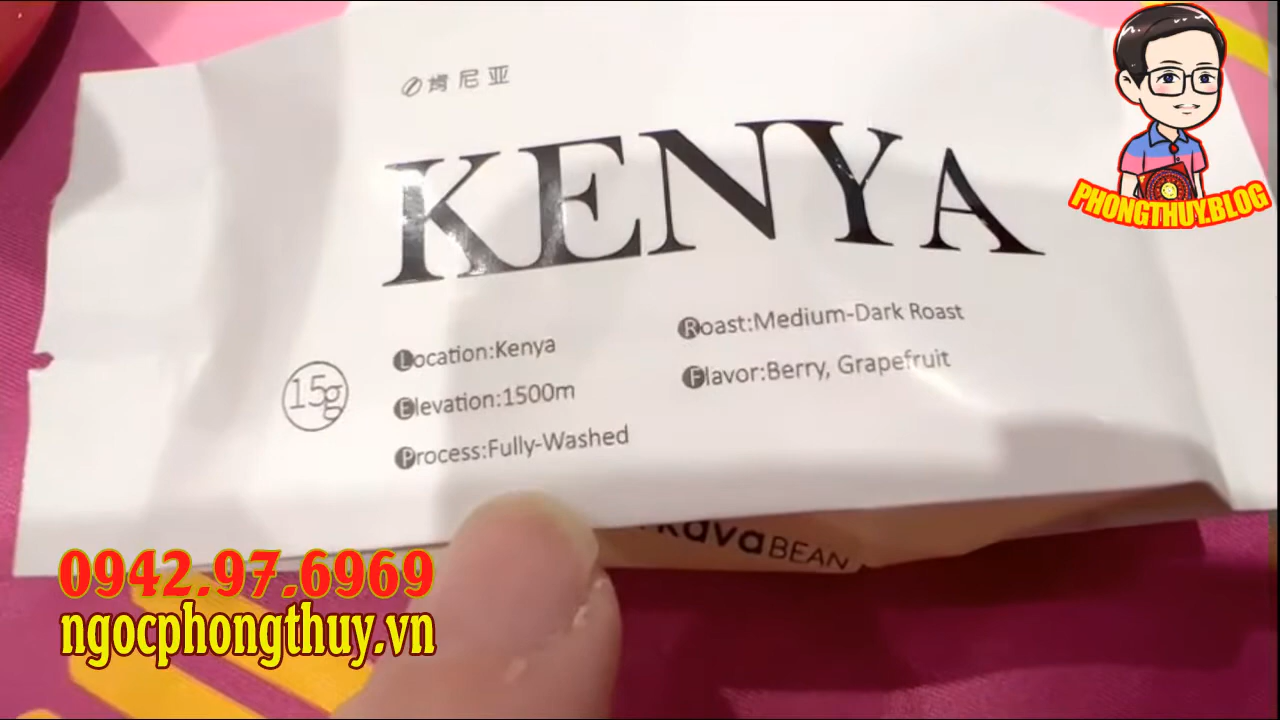 肯尼亚
KENYA
Location:Kenya
Elevation:1500m
Process:Fully-Washed
Roast:Medium-Dark Roast
Flavor:Berry, Grapefruit
15g
BEAN
PHONGTHUY.BLOG
0942.97.6969
ngocphongthuy.vn